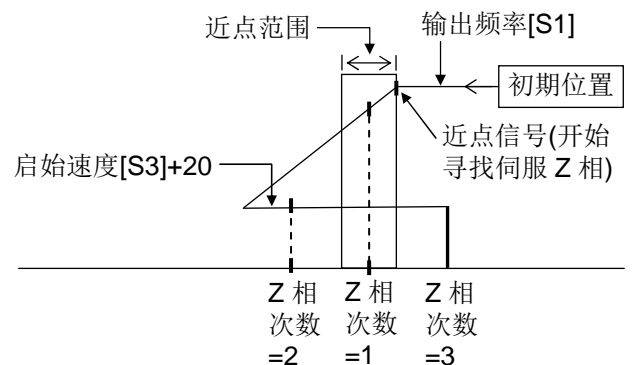 近点范围
输出频率[S1]
初期位置
近点信号(开始
寻找伺服 Z 相)
启始速度[S3]+20
Z 相
次数
=2
Z 相
次数
=1
Z 相
次数
=3